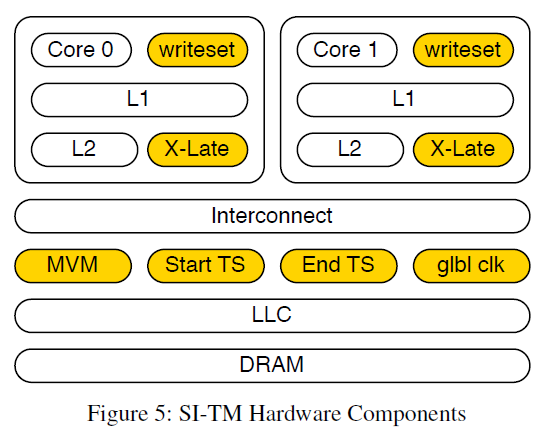 Core 0 writeset Core 1 writeset
L1 L1
L2 X-Late L2 X-Late
Interconnect
MVM Start TS End TS glbl clk
LLC
DRAM
Figure 5: SI-TM Hardware Components